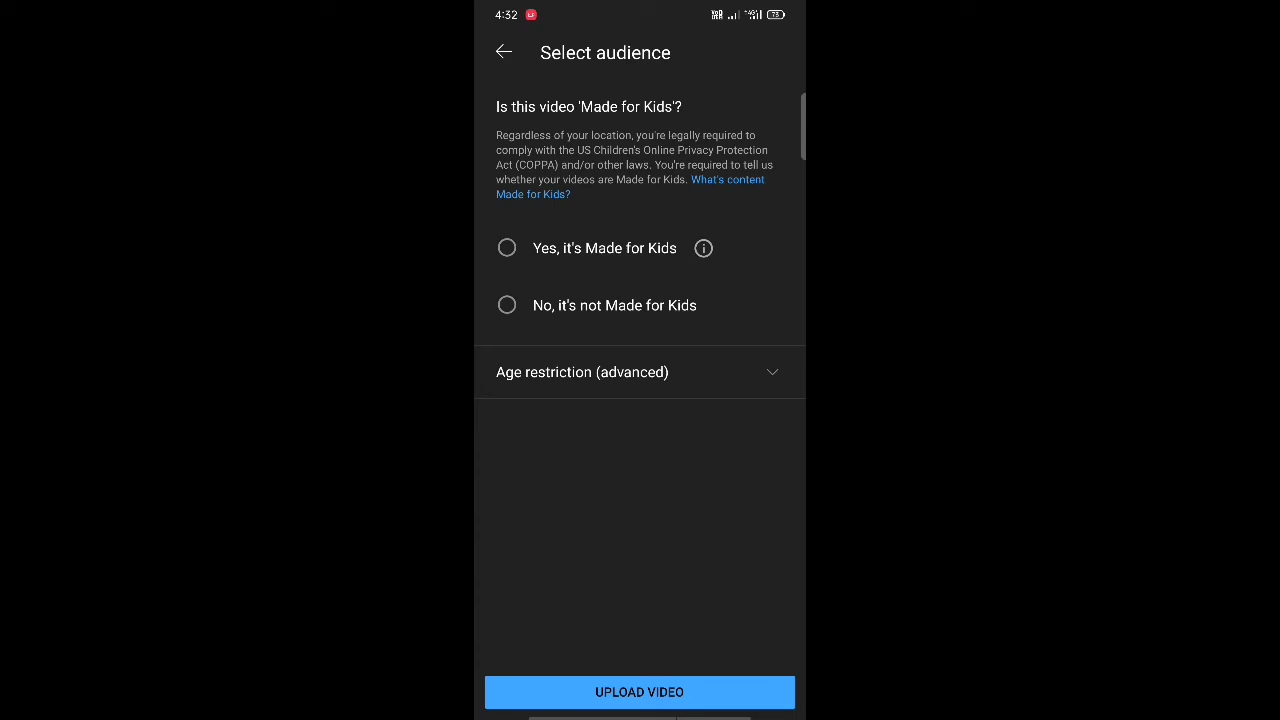 4:32
73
Select audience
Is this video 'Made for Kids'?
Regardless of your location, you're legally required to
comply with the US Children's Online Privacy Protection
Act (COPPA) and/or other laws. You're required to tell us
whether your videos are Made for Kids. What's content
Made for Kids?
Yes, it's Made for Kids
No, it's not Made for Kids
Age restriction (advanced)
UPLOAD VIDEO